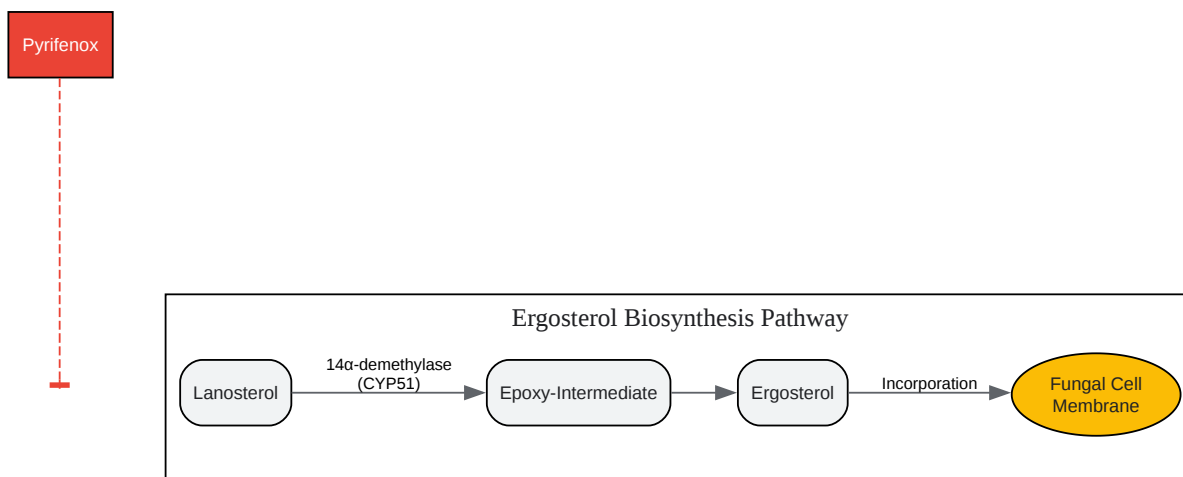 Pyrifenox
Ergosterol Biosynthesis Pathway
Lanosterol
14α-demethylase
(CYP51)
Epoxy-Intermediate
Ergosterol
Incorporation
Fungal Cell
Membrane